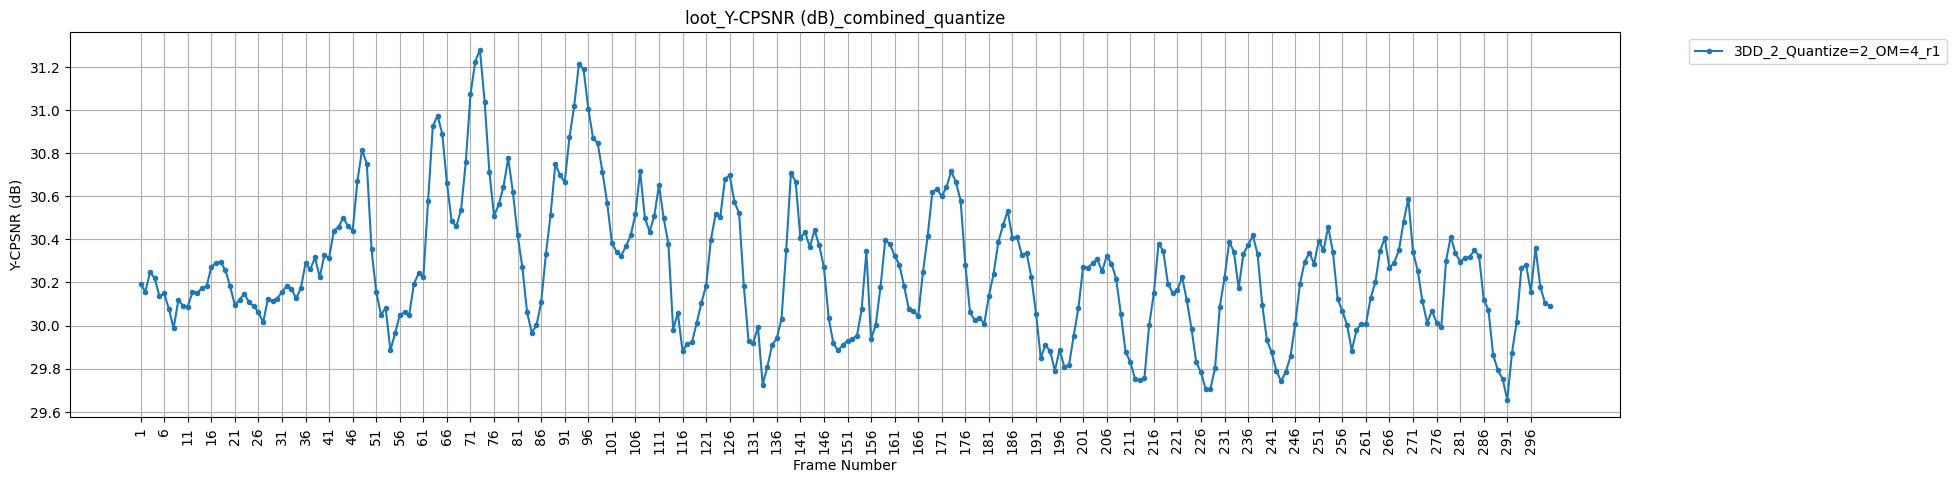 loot_Y-CPSNR (dB)_combined_quantize
3DD_2_Quantize=2_OM=4_r1
Y-CPSNR (dB)
31.2
31.0
30.8
30.6
30.4
30.2
30.0
29.8
29.6
1 6 11 16 21 26 31 36 41 46 51 56 61 66 71 76 81 86 91 96 101 106 111 116 121 126 131 136 141 146 151 156 161 166 171 176 181 186 191 196 201 206 211 216 221 226 231 236 241 246 251 256 261 266 271 276 281 286 291 296
Frame Number